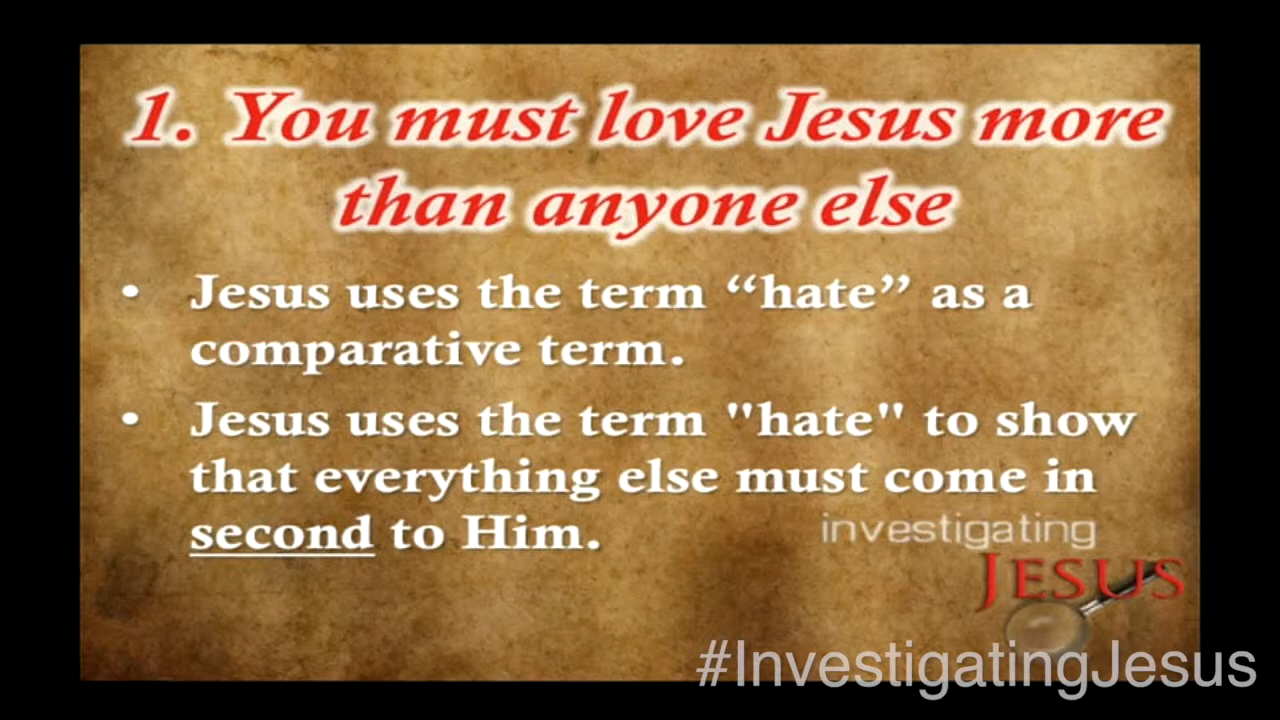 1. You must love Jesus more
than anyone else
• Jesus uses the term “hate” as a
comparative term.
• Jesus uses the term "hate" to show
that everything else must come in
second to Him.
investigating
JESUS
#InvestigatingJesus